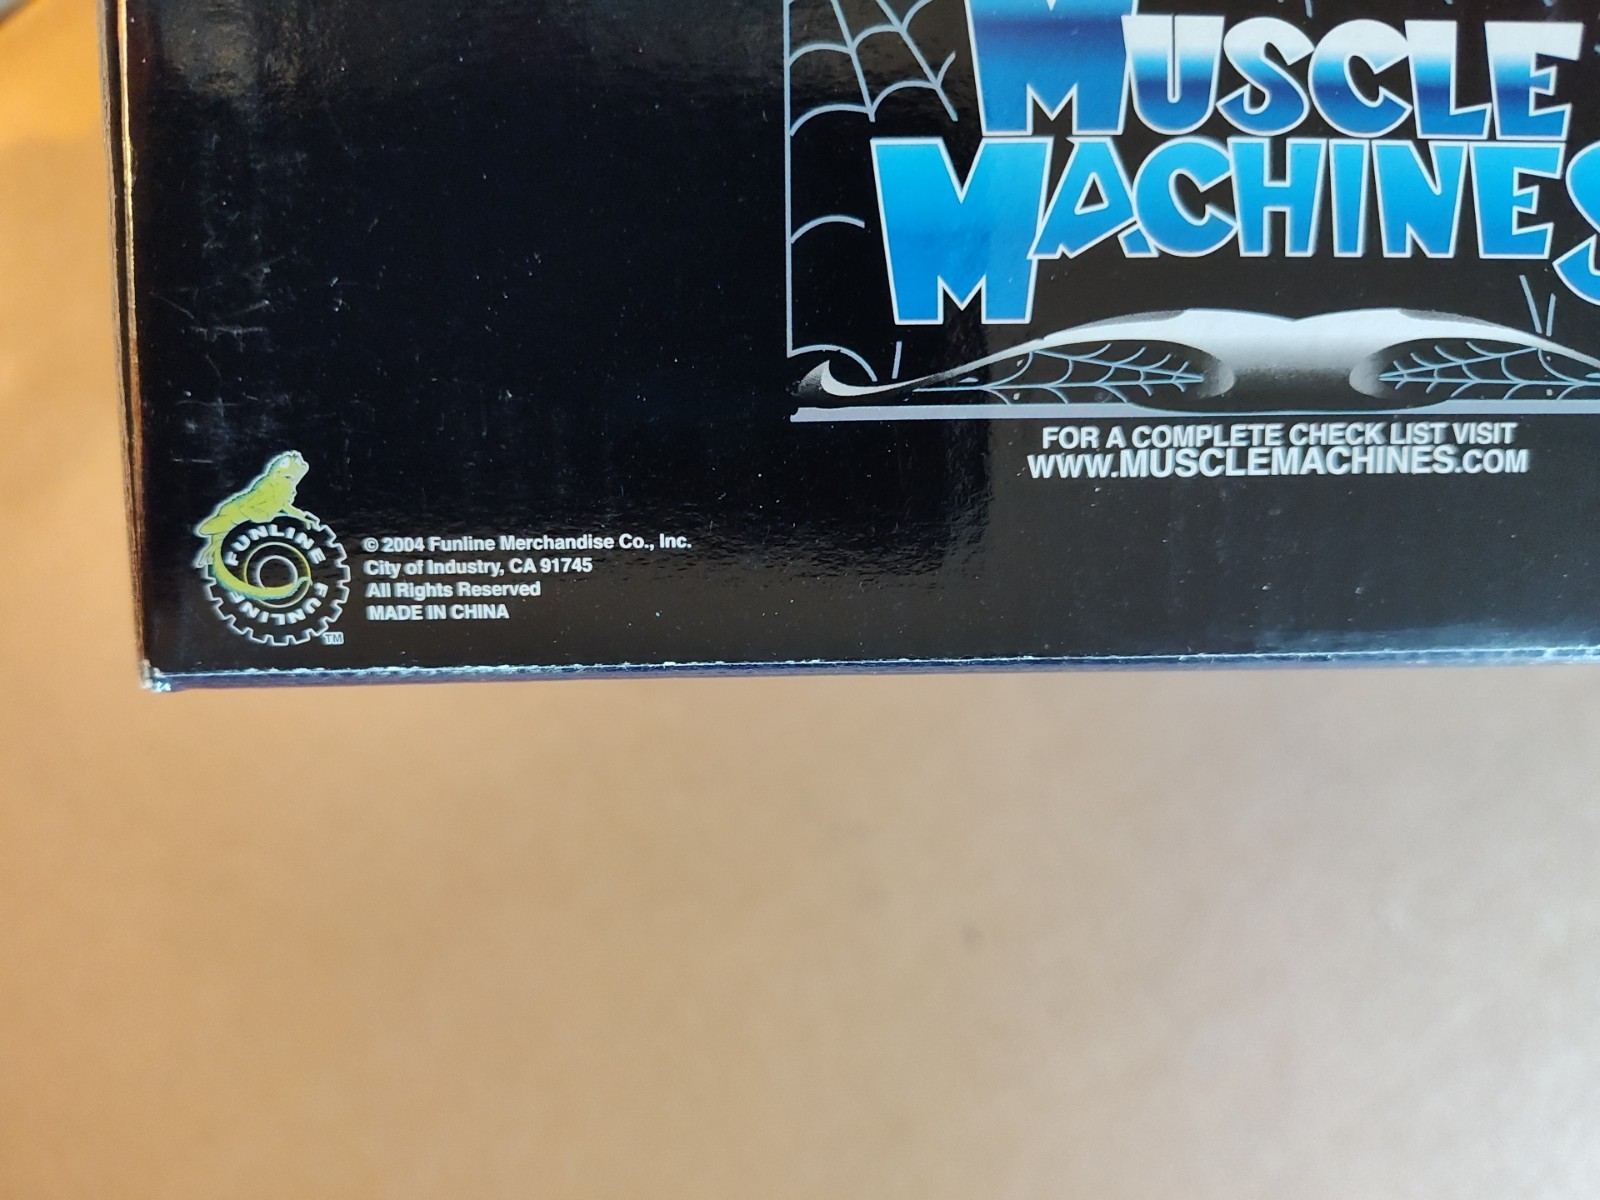 MUSCLE
MACHINES
FOR A COMPLETE CHECK LIST VISIT
WWW.MUSCLEMACHINES.COM
FUNLINE FUNLINE
TM
© 2004 Funline Merchandise Co., Inc.
City of Industry, CA 91745
All Rights Reserved
MADE IN CHINA